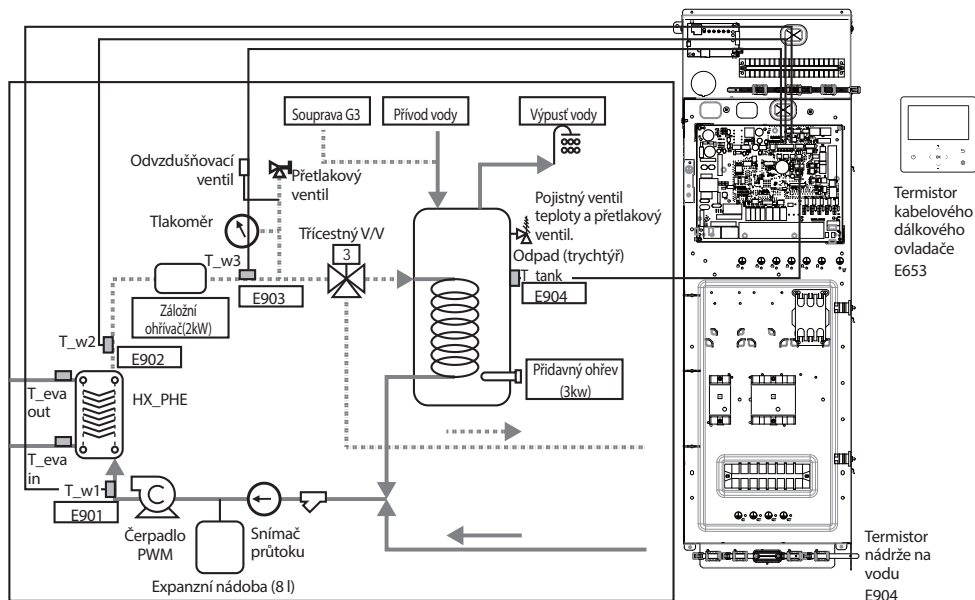 Souprava G3
Přívod vody
Výpusť vody
Odvzdušňovací
ventil
Přetlakový
ventil
Pojistný ventil
teploty a přetlakový
ventil.
Tlakoměr
Třícestný V/V
3
Odpad (trychtýř)
T_w3
T_tank
E903
E904
Záložní
ohřívač(2kW)
T_w2
E902
Přidavný ohřev
(3kw)
T_eva
out
HX_PHE
T_eva
in
T_w1
E901
Čerpadlo
PWM
Snímač
průtoku
Expanzní nádoba (8 l)
Termistor
kabelového
dálkového
ovladače
E653
OK
Termistor
nádrže na
vodu
E904